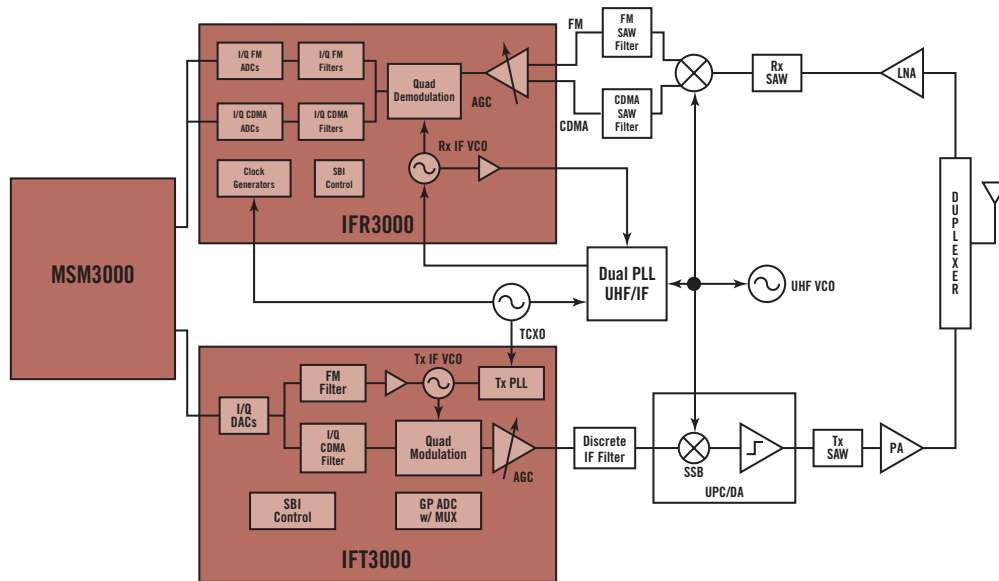 MSM3000
I/Q FM
ADCs
I/Q FM
Filters
I/Q CDMA
ADCs
I/Q CDMA
Filters
Clock
Generators
SBI
Control
Quad
Demodulation
AGC
Rx IF VCO
IFR3000
FM
CDMA
FM
SAW
Filter
CDMA
SAW
Filter
Rx
SAW
LNA
DUPLEXER
Dual PLL
UHF/IF
UHF VCO
TCXO
Tx IF VCO
FM
Filter
Tx PLL
I/Q
DACs
I/Q
CDMA
Filter
Quad
Modulation
AGC
SBI
Control
GP ADC
w/ MUX
IFT3000
Discrete
IF Filter
SSB
UPC/DA
Tx
SAW
PA